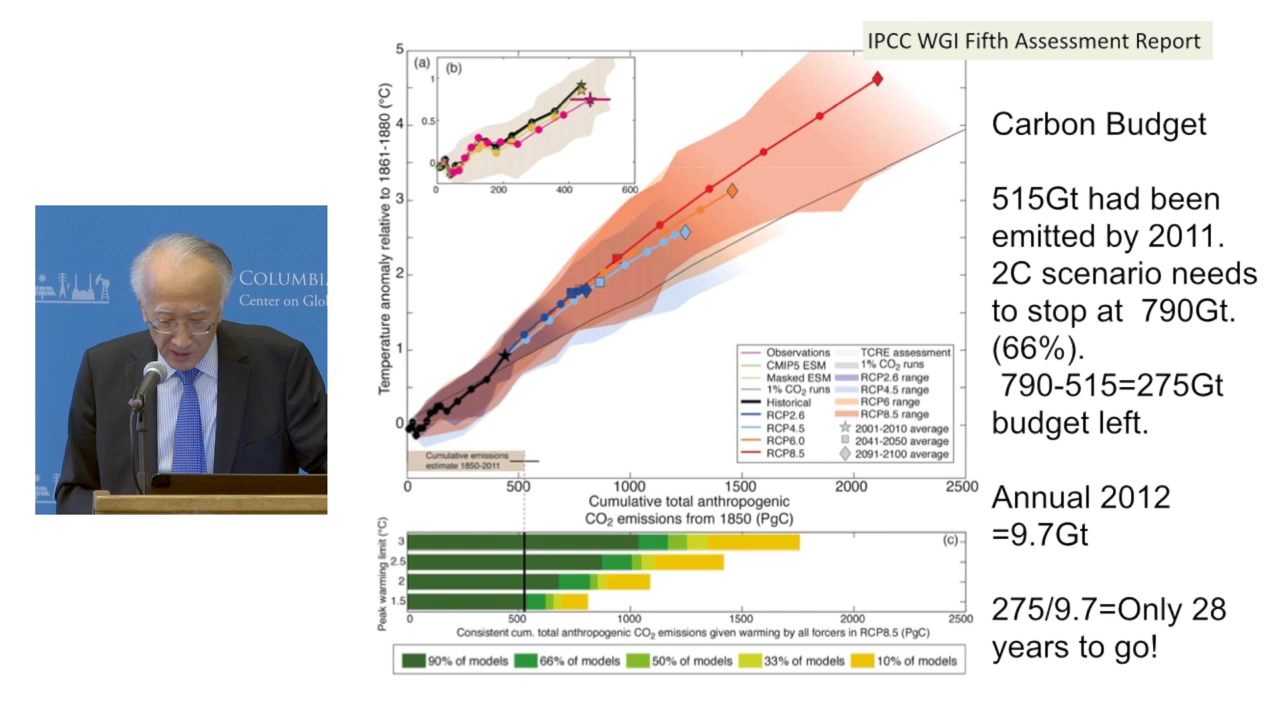 IPCC WGI Fifth Assessment Report
COLUMBI
Center on Glo
(a)
(b)
1
0.5
0
0
200
400
600
Temperature anomaly relative to 1861-1880 (°C)
5
4
3
2
1
0
Observations
CMIP5 ESM
Masked ESM
1% CO₂ runs
Historical
RCP2.6
RCP4.5
RCP6.0
RCP8.5
TCRE assessment
1% CO₂ runs
RCP2.6 range
RCP4.5 range
RCP6 range
RCP8.5 range
2001-2010 average
2041-2050 average
2091-2100 average
Cumulative emissions
estimate 1850-2011
0
500
1000
1500
2000
2500
Cumulative total anthropogenic
CO₂ emissions from 1850 (PgC)
Peak warming limit (°C)
3
2.5
2
1.5
(c)
0
500
1000
1500
2000
2500
Consistent cum. total anthropogenic CO₂ emissions given warming by all forcers in RCP8.5 (PgC)
90% of models
66% of models
50% of models
33% of models
10% of models
Carbon Budget
515Gt had been
emitted by 2011.
2C scenario needs
to stop at 790Gt.
(66%).
790-515=275Gt
budget left.
Annual 2012
=9.7Gt
275/9.7=Only 28
years to go!